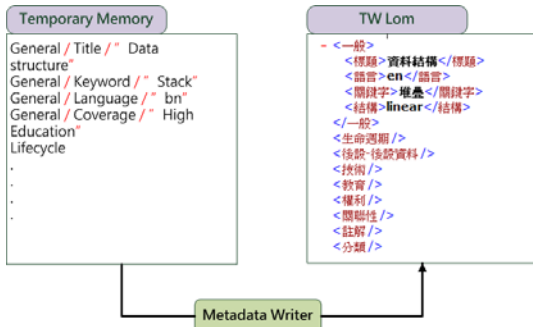 Temporary Memory
General / Title / " Data
structure"
General / Keyword / " Stack"
General / Language / " bn"
General / Coverage / " High
Education"
Lifecycle
.
.
.
.
TW Lom
- <一般>
<標題>資料結構</標題>
<語言>en</語言>
<關鍵字>堆疊</關鍵字>
<結構>linear</結構>
</一般>
<生命週期/>
<後設-後設資料/>
<技術/>
<教育/>
<權利/>
<關聯性/>
<註解/>
<分類/>
Metadata Writer